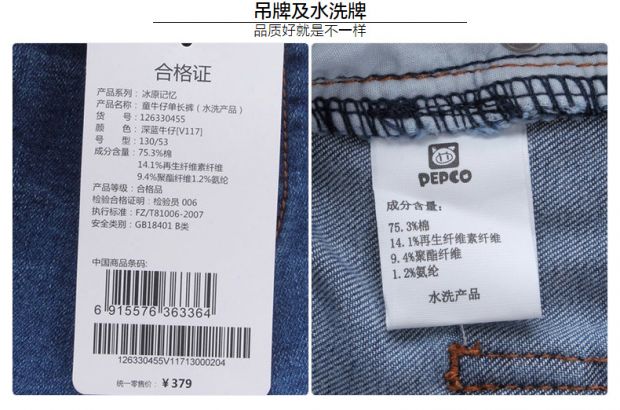 吊牌及水洗牌
品质好就是不一样
合格证
产品系列：冰原记忆
产品名称：童牛仔单长裤（水洗产品）
货　　号：126330455
颜　　色：深蓝牛仔[V117]
型　　号：130/53
成分含量：75.3%棉
14.1%再生纤维素纤维
9.4%聚酯纤维1.2%氨纶
产品等级：合格品
检验合格证明：检验员 006
执行标准：FZ/T81006-2007
安全类别：GB18401 B类
中国商品条码:
6 915576 363364
126330455V11713000204
统一零售价：￥379
PEPCO
成分含量:
75.3%棉
14.1%再生纤维素纤维
9.4%聚酯纤维
1.2%氨纶
水洗产品